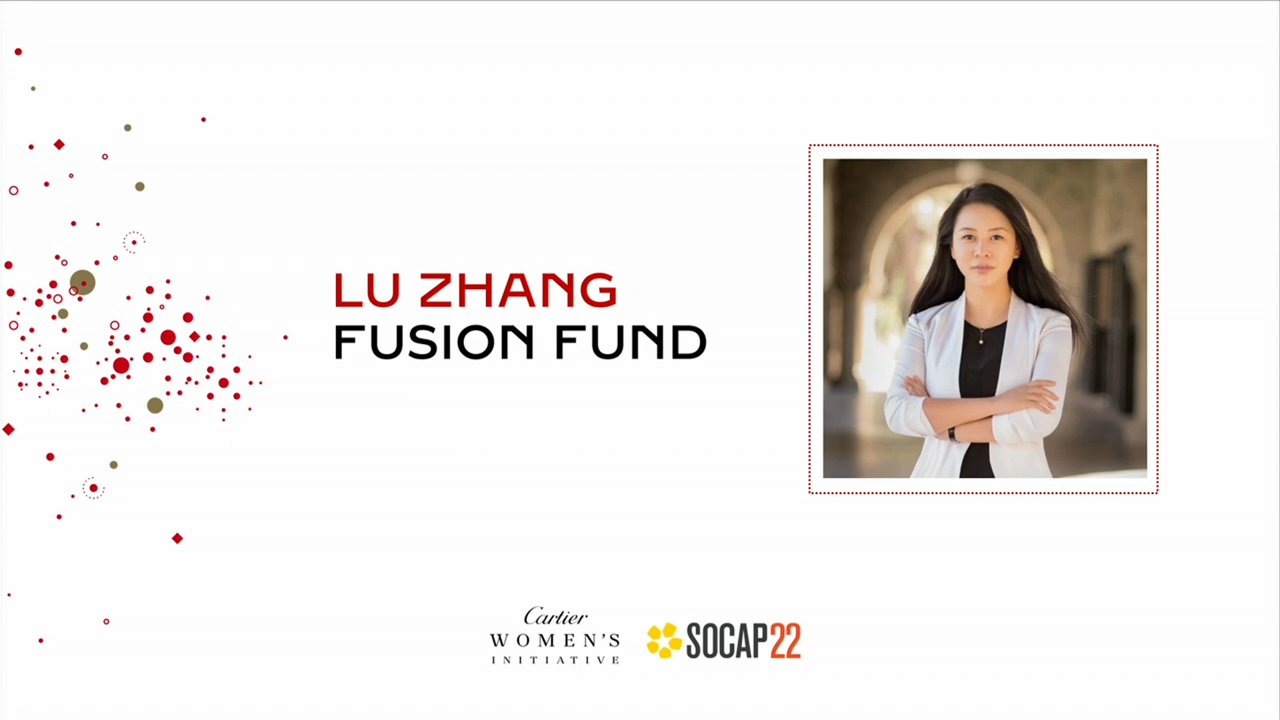 LU ZHANG
FUSION FUND
Cartier
WOMEN'S
INITIATIVE
SOCAP22